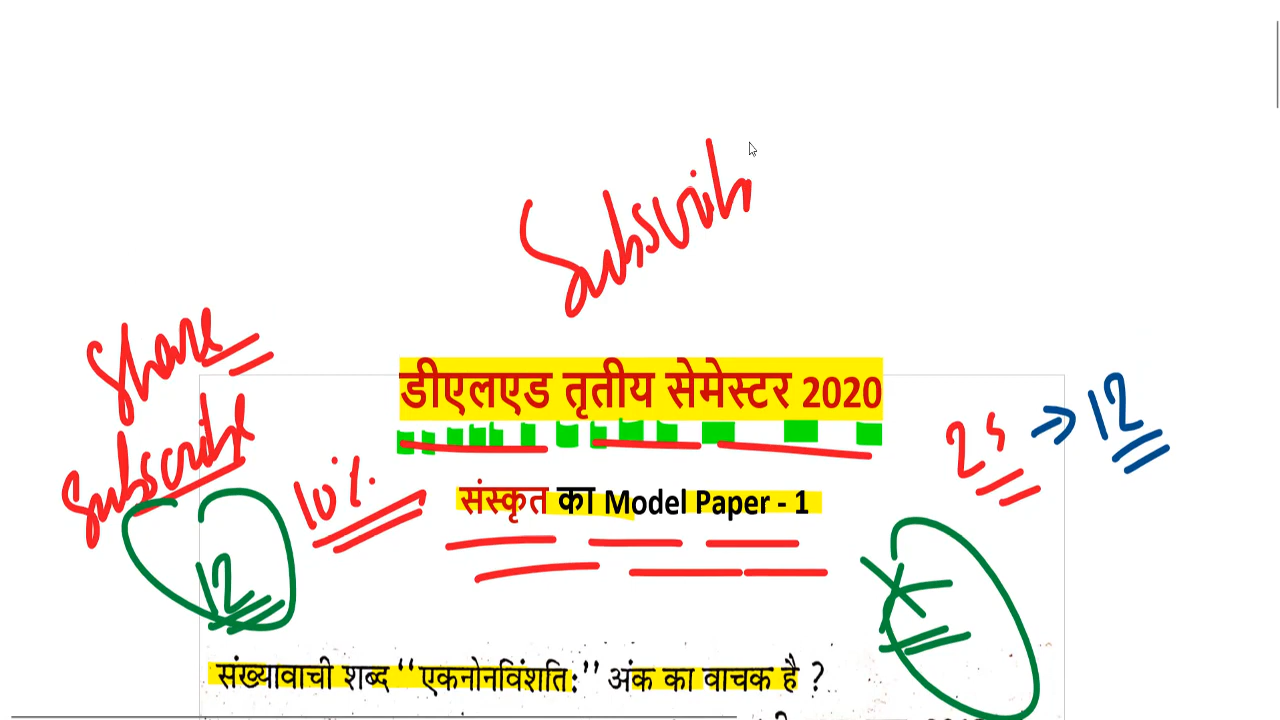 Subscrib
Share
डीएलएड तृतीय सेमेस्टर 2020
25 → 12
Subscribe
10%
संस्कृत का Model Paper - 1
12
संख्यावाची शब्द ‘‘एकनोनविंशतिः’’ अंक का वाचक है ?